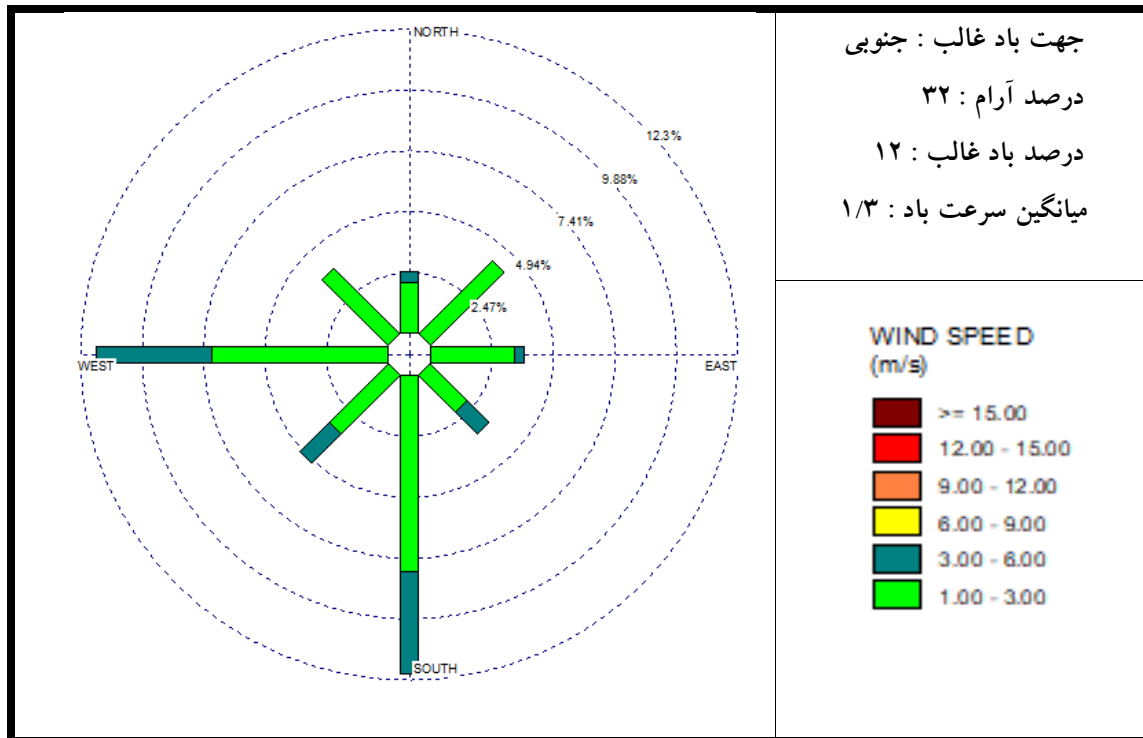 NORTH
12.3%
9.88%
7.41%
4.94%
2.47%
WEST
EAST
SOUTH
جهت باد غالب : جنوبی
درصد آرام : ۳۲
درصد باد غالب : ۱۲
میانگین سرعت باد : ۱/۳
WIND SPEED
(m/s)
>= 15.00
12.00 - 15.00
9.00 - 12.00
6.00 - 9.00
3.00 - 6.00
1.00 - 3.00